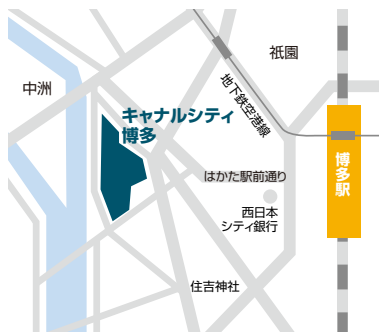 祇園
中洲
地下鉄空港線
キャナルシティ
博多
博多駅
はかた駅前通り
西日本
シティ銀行
住吉神社